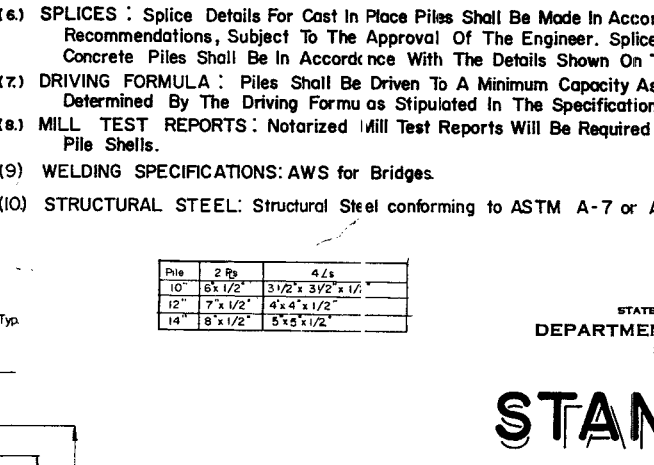 (6.) SPLICES : Splice Details For Cast In Place Piles Shall Be Made In Accor
Recommendations, Subject To The Approval Of The Engineer. Splice
Concrete Piles Shall Be In Accordance With The Details Shown On
(7.) DRIVING FORMULA : Piles Shall Be Driven To A Minimum Capacity As
Determined By The Driving Formu as Stipulated In The Specification
(8.) MILL TEST REPORTS : Notarized Mill Test Reports Will Be Required
Pile Shells.
(9) WELDING SPECIFICATIONS: AWS for Bridges.
(10.) STRUCTURAL STEEL: Structural Steel conforming to ASTM A-7 or A
Pile 2 ℞s 4∠s
10" 6"x 1/2" 3 1/2"x 3 1/2"x 1/2"
12" 7"x 1/2" 4"x 4"x 1/2"
14" 8"x 1/2" 5"x 5"x 1/2"
Typ.
STATE
DEPARTMEN
STAN